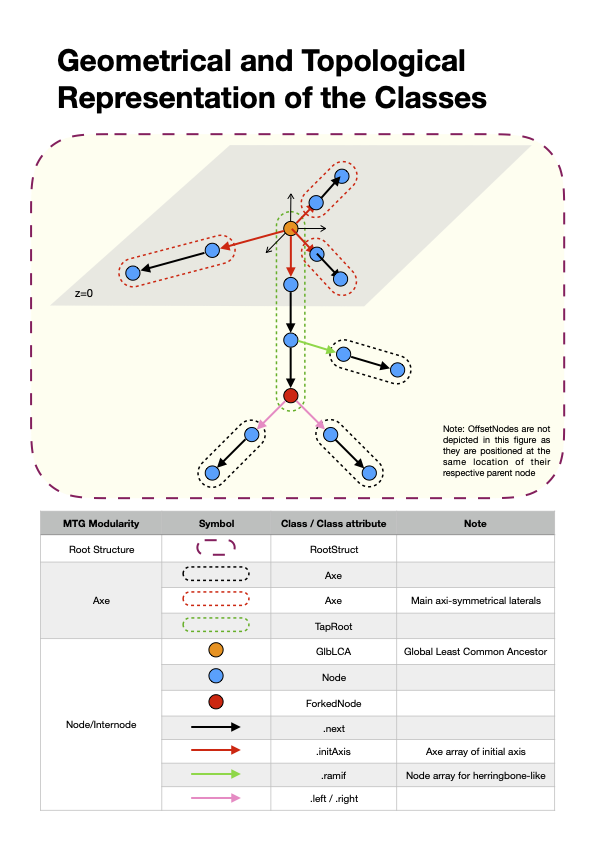 Geometrical and Topological
Representation of the Classes
z=0
Note: OffsetNodes are not
depicted in this figure as
they are positioned at the
same location of their
respective parent node
MTG Modularity Symbol Class / Class attribute Note
Root Structure RootStruct
Axe Axe
Axe Main axi-symmetrical laterals
TapRoot
Node/Internode GlbLCA Global Least Common Ancestor
Node
ForkedNode
.next
.initAxis Axe array of initial axis
.ramif Node array for herringbone-like
.left / .right